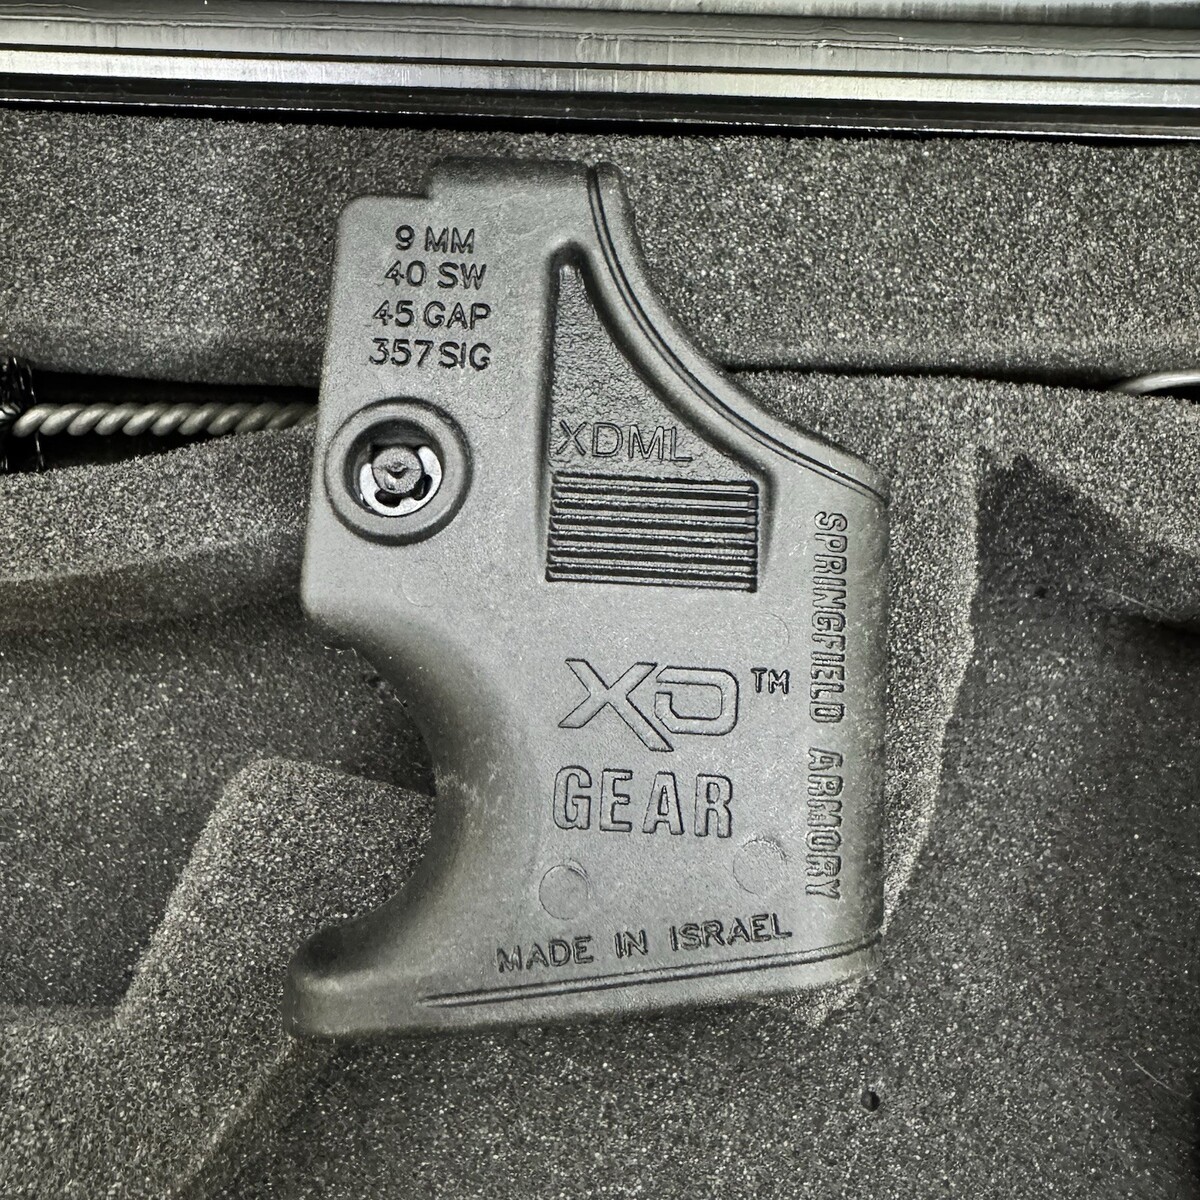 9 MM
40 SW
45 GAP
357 SIG
XDML
XD™
GEAR
SPRINGFIELD ARMORY
MADE IN ISRAEL